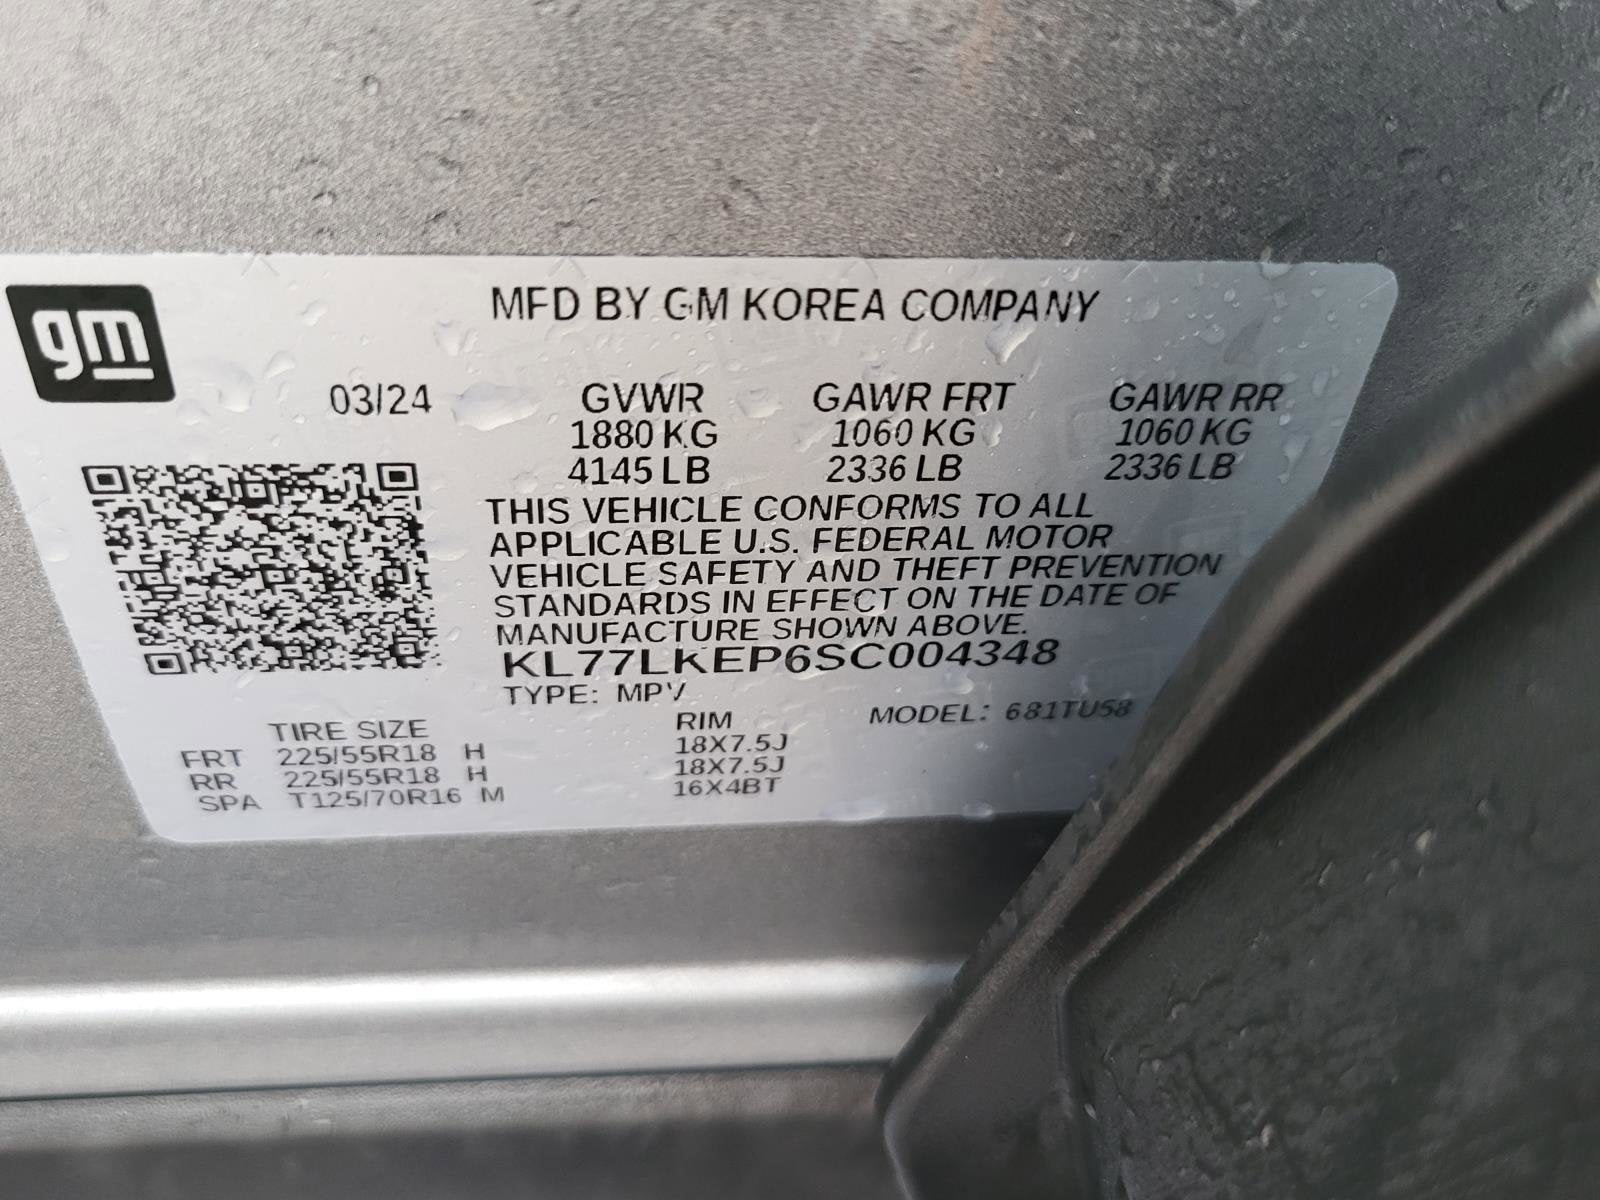 gm
MFD BY GM KOREA COMPANY
03/24 GVWR GAWR FRT GAWR RR
1880 KG 1060 KG 1060 KG
4145 LB 2336 LB 2336 LB
THIS VEHICLE CONFORMS TO ALL
APPLICABLE U.S. FEDERAL MOTOR
VEHICLE SAFETY AND THEFT PREVENTION
STANDARDS IN EFFECT ON THE DATE OF
MANUFACTURE SHOWN ABOVE.
KL77LKEP6SC004348
TYPE: MPV
TIRE SIZE RIM MODEL: 681TU58
FRT 225/55R18 H 18X7.5J
RR 225/55R18 H 18X7.5J
SPA T125/70R16 M 16X4BT